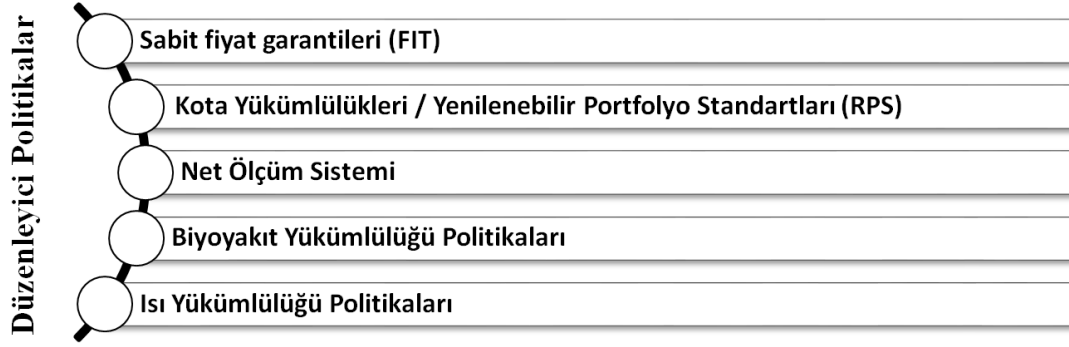 Düzenleyici Politikalar
Sabit fiyat garantileri (FIT)
Kota Yükümlülükleri / Yenilenebilir Portfolyo Standartları (RPS)
Net Ölçüm Sistemi
Biyoyakıt Yükümlülüğü Politikaları
Isı Yükümlülüğü Politikaları